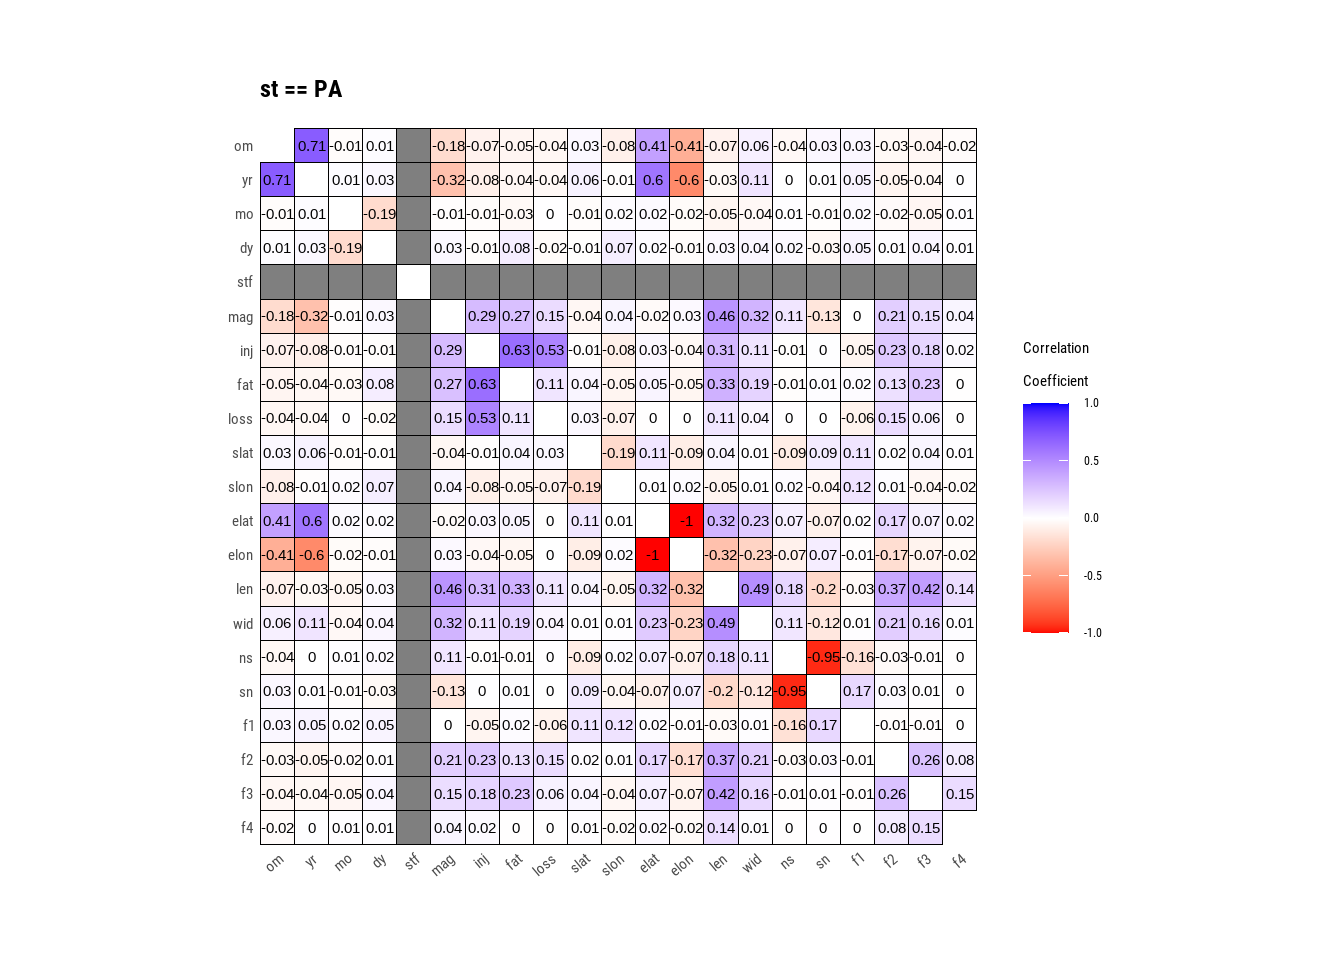 st == PA
om 0.71 -0.01 0.01 -0.18 -0.07 -0.05 -0.04 0.03 -0.08 0.41 -0.41 -0.07 0.06 -0.04 0.03 0.03 -0.03 -0.04 -0.02
yr 0.71 0.01 0.03 -0.32 -0.08 -0.04 -0.04 0.06 -0.01 0.6 -0.6 -0.03 0.11 0 0.01 0.05 -0.05 -0.04 0
mo -0.01 0.01 -0.19 -0.01 -0.01 -0.03 0 -0.01 0.02 0.02 -0.02 -0.05 -0.04 0.01 -0.01 0.02 -0.02 -0.05 0.01
dy 0.01 0.03 -0.19 0.03 -0.01 0.08 -0.02 -0.01 0.07 0.02 -0.01 0.03 0.04 0.02 -0.03 0.05 0.01 0.04 0.01
stf
mag -0.18 -0.32 -0.01 0.03 0.29 0.27 0.15 -0.04 0.04 -0.02 0.03 0.46 0.32 0.11 -0.13 0 0.21 0.15 0.04
inj -0.07 -0.08 -0.01 -0.01 0.29 0.63 0.53 -0.01 -0.08 0.03 -0.04 0.31 0.11 -0.01 0 -0.05 0.23 0.18 0.02
fat -0.05 -0.04 -0.03 0.08 0.27 0.63 0.11 0.04 -0.05 0.05 -0.05 0.33 0.19 -0.01 0.01 0.02 0.13 0.23 0
loss -0.04 -0.04 0 -0.02 0.15 0.53 0.11 0.03 -0.07 0 0 0.11 0.04 0 0 -0.06 0.15 0.06 0
slat 0.03 0.06 -0.01 -0.01 -0.04 -0.01 0.04 0.03 -0.19 0.11 -0.09 0.04 0.01 -0.09 0.09 0.11 0.02 0.04 0.01
slon -0.08 -0.01 0.02 0.07 0.04 -0.08 -0.05 -0.07 -0.19 0.01 0.02 -0.05 0.01 0.02 -0.04 0.12 0.01 -0.04 -0.02
elat 0.41 0.6 0.02 0.02 -0.02 0.03 0.05 0 0.11 0.01 -1 0.32 0.23 0.07 -0.07 0.02 0.17 0.07 0.02
elon -0.41 -0.6 -0.02 -0.01 0.03 -0.04 -0.05 0 -0.09 0.02 -1 -0.32 -0.23 -0.07 0.07 -0.01 -0.17 -0.07 -0.02
len -0.07 -0.03 -0.05 0.03 0.46 0.31 0.33 0.11 0.04 -0.05 0.32 -0.32 0.49 0.18 -0.2 -0.03 0.37 0.42 0.14
wid 0.06 0.11 -0.04 0.04 0.32 0.11 0.19 0.04 0.01 0.01 0.23 -0.23 0.49 0.11 -0.12 0.01 0.21 0.16 0.01
ns -0.04 0 0.01 0.02 0.11 -0.01 -0.01 0 -0.09 0.02 0.07 -0.07 0.18 0.11 -0.95 -0.16 -0.03 -0.01 0
sn 0.03 0.01 -0.01 -0.03 -0.13 0 0.01 0 0.09 -0.04 -0.07 0.07 -0.2 -0.12 -0.95 0.17 0.03 0.01 0
f1 0.03 0.05 0.02 0.05 0 -0.05 0.02 -0.06 0.11 0.12 0.02 -0.01 -0.03 0.01 -0.16 0.17 -0.01 -0.01 0
f2 -0.03 -0.05 -0.02 0.01 0.21 0.23 0.13 0.15 0.02 0.01 0.17 -0.17 0.37 0.21 -0.03 0.03 -0.01 0.26 0.08
f3 -0.04 -0.04 -0.05 0.04 0.15 0.18 0.23 0.06 0.04 -0.04 0.07 -0.07 0.42 0.16 -0.01 0.01 -0.01 0.26 0.15
f4 -0.02 0 0.01 0.01 0.04 0.02 0 0 0.01 -0.02 0.02 -0.02 0.14 0.01 0 0 0 0.08 0.15
om yr mo dy stf mag inj fat loss slat slon elat elon len wid ns sn f1 f2 f3 f4
Correlation
Coefficient
1.0
0.5
0.0
-0.5
-1.0